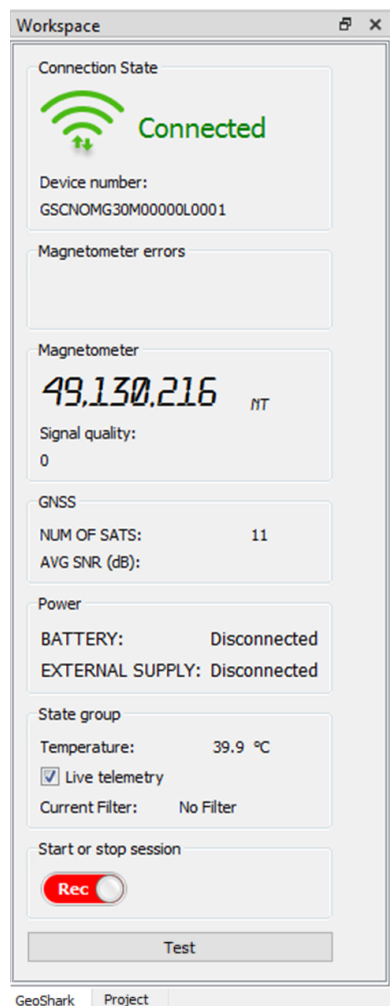 Workspace
Connection State
Connected
Device number:
GSCNOMG30M00000L0001
Magnetometer errors
Magnetometer
49,130,216 NT
Signal quality:
0
GNSS
NUM OF SATS: 11
AVG SNR (dB):
Power
BATTERY: Disconnected
EXTERNAL SUPPLY: Disconnected
State group
Temperature: 39.9 ºC
Live telemetry
Current Filter: No Filter
Start or stop session
Rec
Test
GeoShark Project